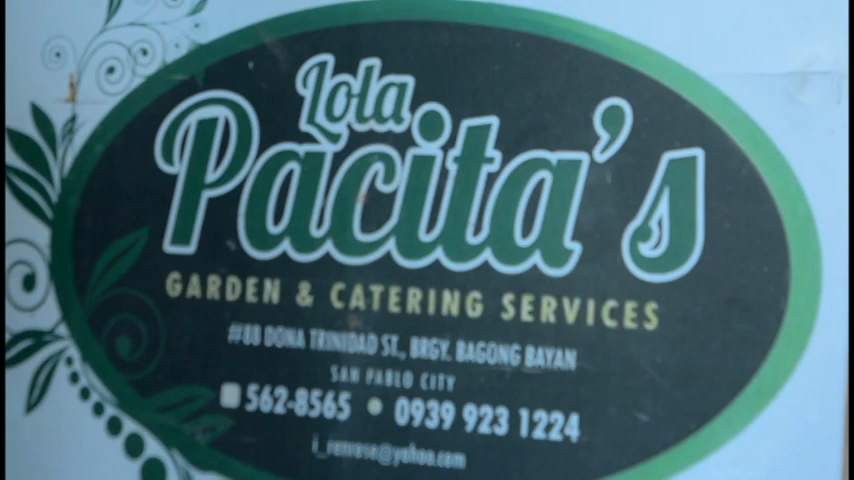 Lola
Pacita's
GARDEN & CATERING SERVICES
#88 DONA TRINIDAD ST., BRGY. BAGONG BAYAN
SAN PABLO CITY
562-8565 • 0939 923 1224